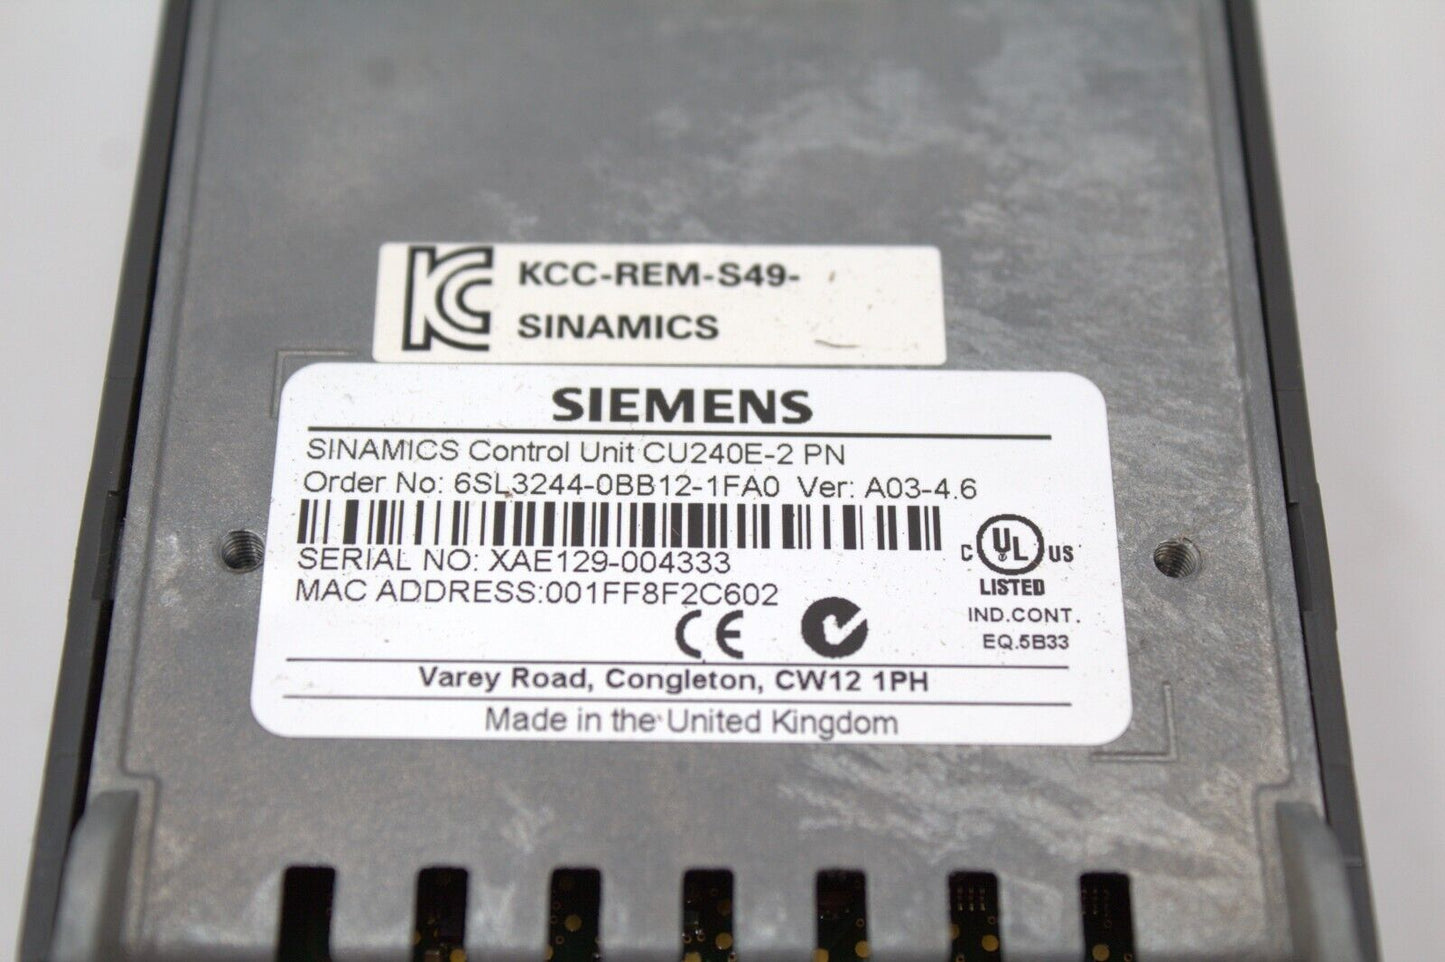 KC KCC-REM-S49-
SINAMICS
SIEMENS
SINAMICS Control Unit CU240E-2 PN
Order No: 6SL3244-0BB12-1FA0 Ver: A03-4.6
SERIAL NO: XAE129-004333
MAC ADDRESS:001FF8F2C602
C UL US
LISTED
IND.CONT.
EQ.5B33
CE
Varey Road, Congleton, CW12 1PH
Made in the United Kingdom